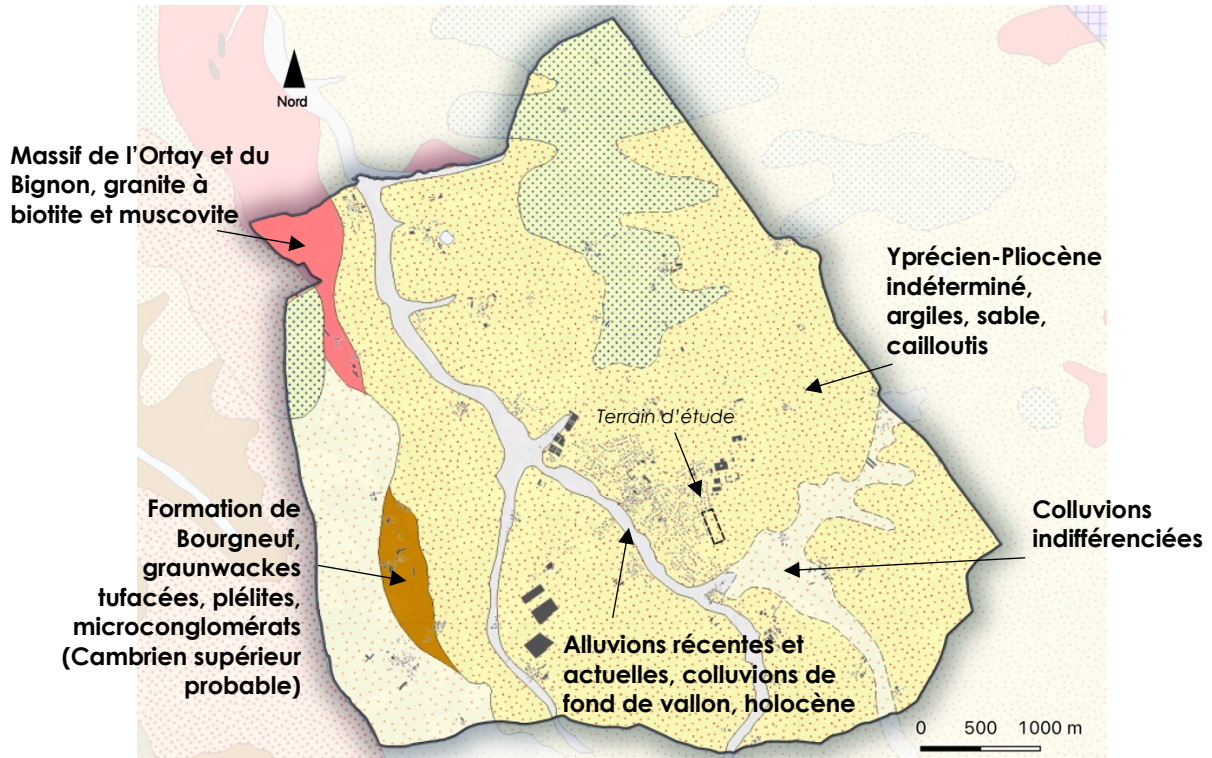 Nord
Massif de l’Ortay et du
Bignon, granite à
biotite et muscovite
Yprécien-Pliocène
indéterminé,
argiles, sable,
cailloutis
Terrain d’étude
Formation de
Bourgneuf,
graunwackes
tufacées, plélites,
microconglomérats
(Cambrien supérieur
probable)
Colluvions
indifférenciées
Alluvions récentes et
actuelles, colluvions de
fond de vallon, holocène
0 500 1000 m